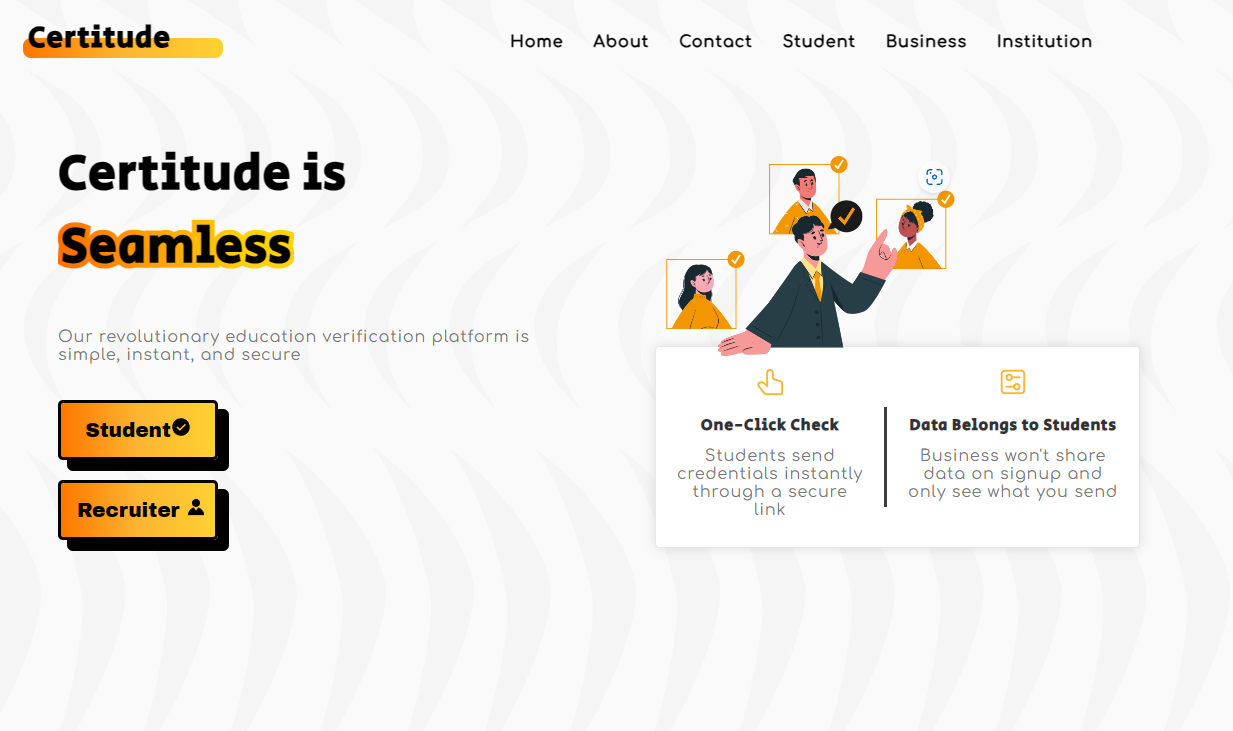 Certitude
Home About Contact Student Business Institution
Certitude is
Seamless
Our revolutionary education verification platform is
simple, instant, and secure
Student
Recruiter
One-Click Check
Students send
credentials instantly
through a secure
link
Data Belongs to Students
Business won't share
data on signup and
only see what you send